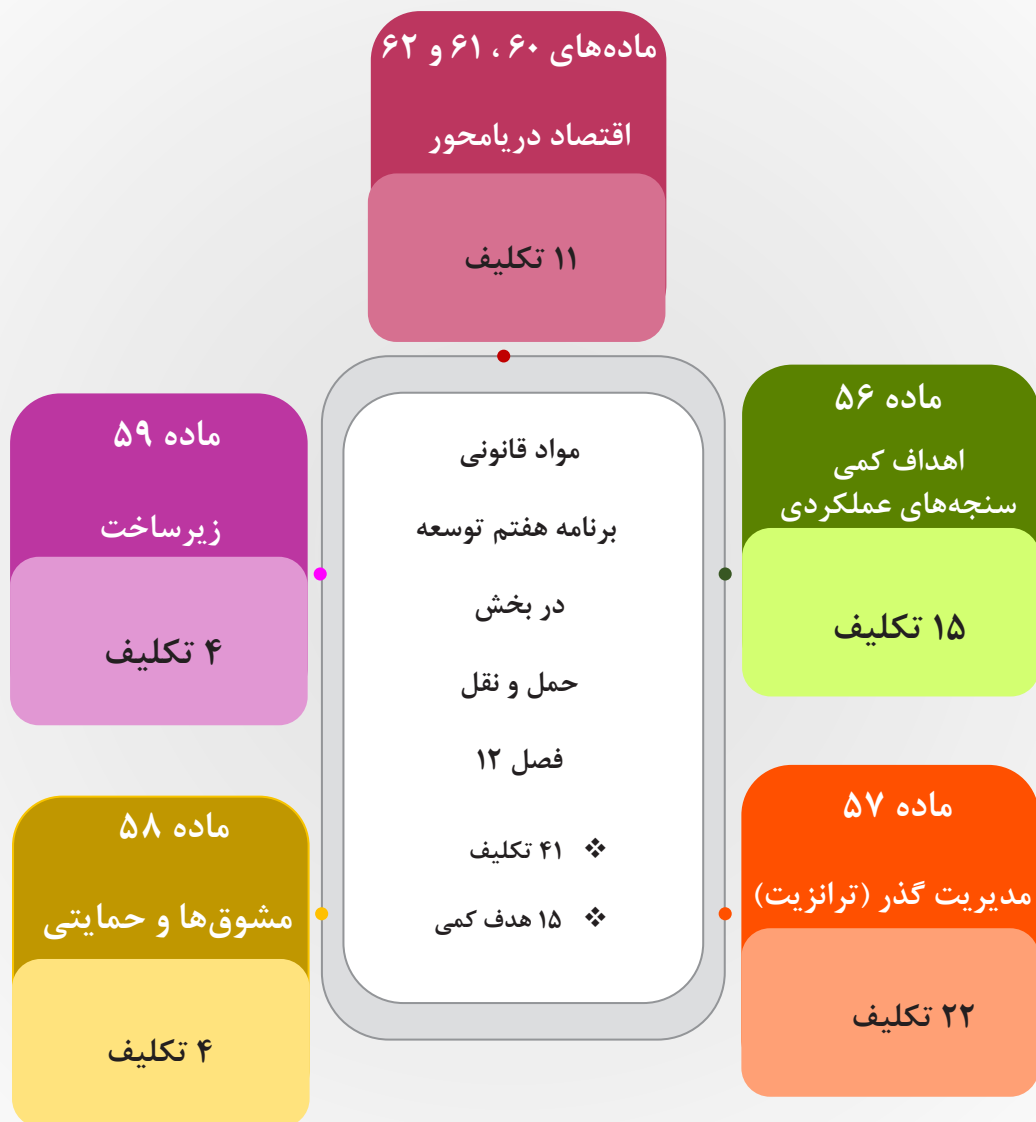 ماده‌های ۶۰ ، ۶۱ و ۶۲
اقتصاد دریامحور
۱۱ تکلیف
ماده ۵۶
اهداف کمی
سنجه‌های عملکردی
۱۵ تکلیف
ماده ۵۹
زیرساخت
۴ تکلیف
مواد قانونی
برنامه هفتم توسعه
در بخش
حمل و نقل
فصل ۱۲
❖ ۴۱ تکلیف
❖ ۱۵ هدف کمی
ماده ۵۷
مدیریت گذر (ترانزیت)
۲۲ تکلیف
ماده ۵۸
مشوق‌ها و حمایتی
۴ تکلیف